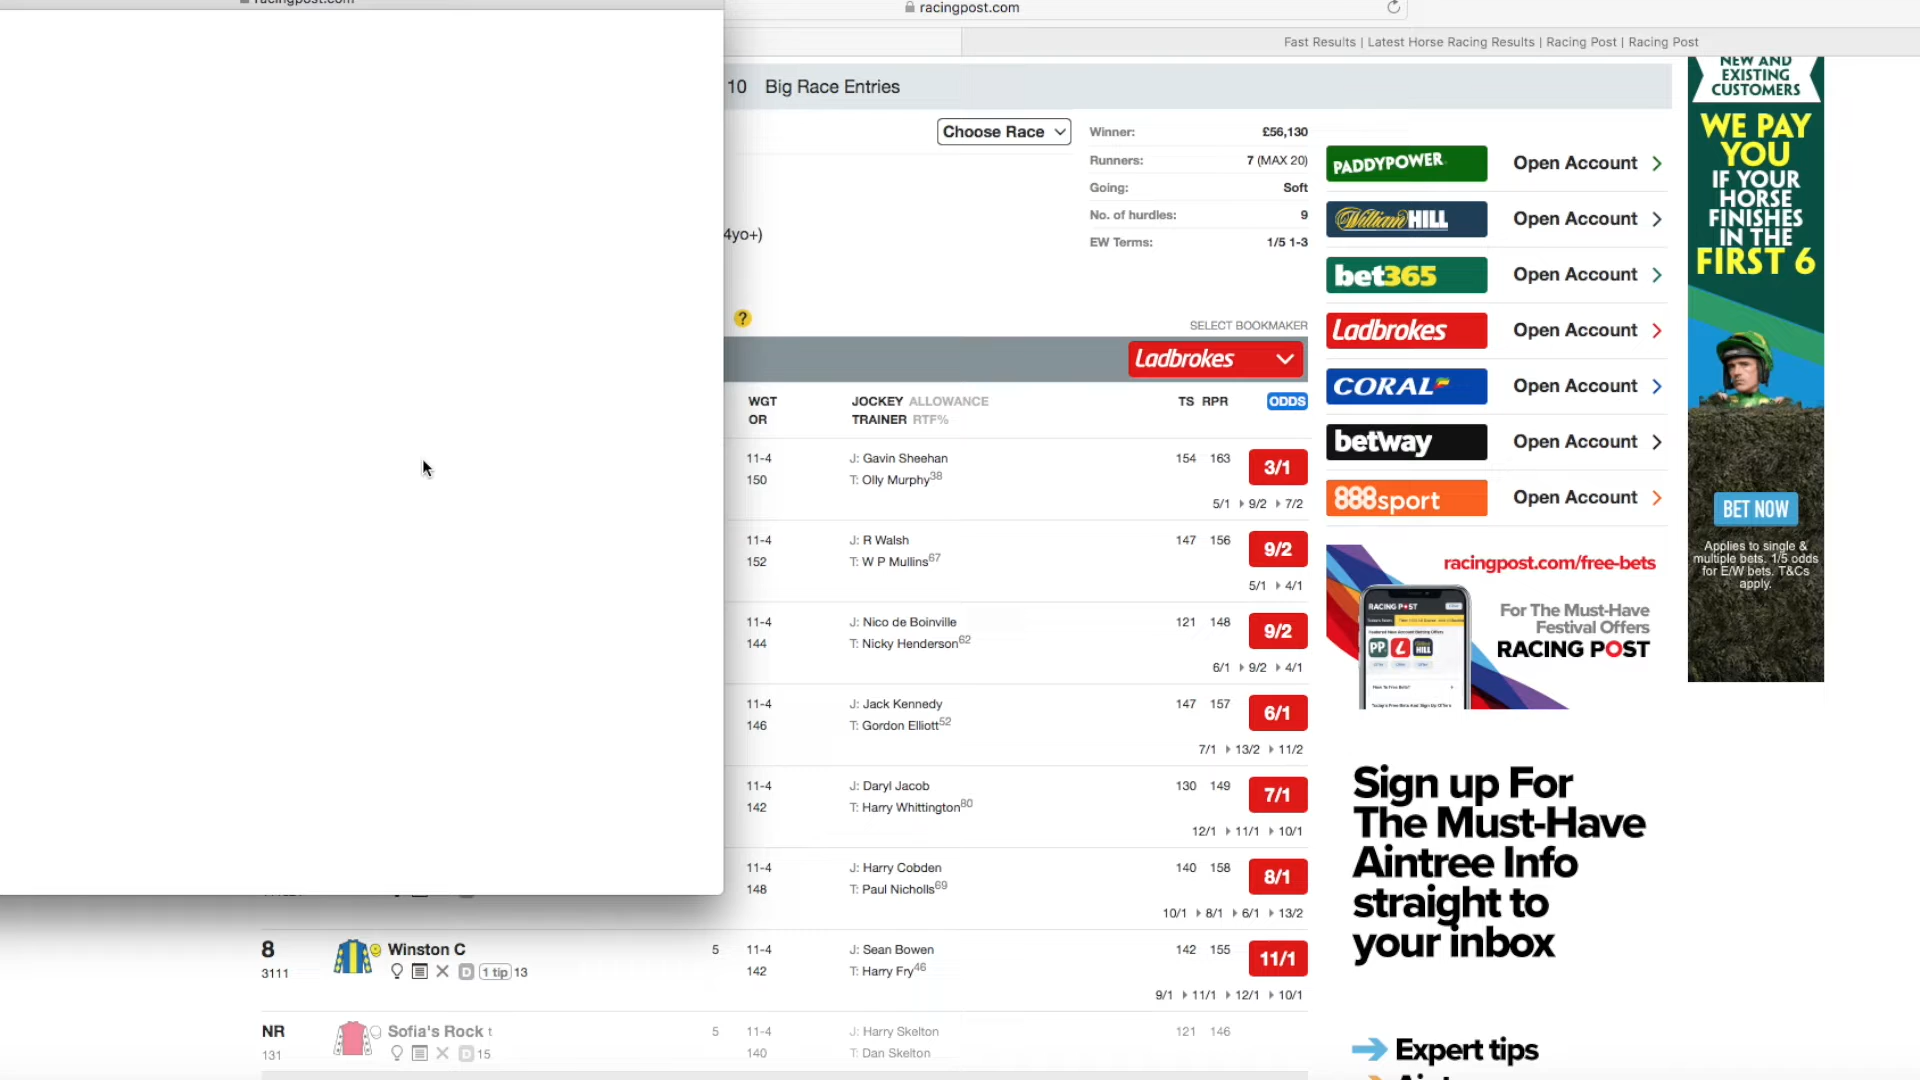 racingpost.com
racingpost.com
Fast Results | Latest Horse Racing Results | Racing Post | Racing Post
10 Big Race Entries
Choose Race
Winner: £56,130
Runners: 7 (MAX 20)
Going: Soft
No. of hurdles: 9
EW Terms: 1/5 1-3
4yo+)
?
SELECT BOOKMAKER
Ladbrokes
WGT JOCKEY ALLOWANCE TS RPR ODDS
OR TRAINER RTF%
11-4 J: Gavin Sheehan 154 163 3/1
150 T: Olly Murphy38
5/1 9/2 7/2
11-4 J: R Walsh 147 156 9/2
152 T: W P Mullins67
5/1 4/1
11-4 J: Nico de Boinville 121 148 9/2
144 T: Nicky Henderson62
6/1 9/2 4/1
11-4 J: Jack Kennedy 147 157 6/1
146 T: Gordon Elliott52
7/1 13/2 11/2
11-4 J: Daryl Jacob 130 149 7/1
142 T: Harry Whittington80
12/1 11/1 10/1
11-4 J: Harry Cobden 140 158 8/1
148 T: Paul Nicholls69
10/1 8/1 6/1 13/2
8 Winston C 5 11-4 J: Sean Bowen 142 155 11/1
3111 D 1 tip 13 142 T: Harry Fry46
9/1 11/1 12/1 10/1
NR Sofia's Rock t 5 11-4 J: Harry Skelton 121 146
131 D 15 140 T: Dan Skelton
PADDYPOWER Open Account
William HILL Open Account
bet365 Open Account
Ladbrokes Open Account
CORAL Open Account
betway Open Account
888sport Open Account
racingpost.com/free-bets
For The Must-Have
Festival Offers
RACING POST
RACING POST
PP L HILL
Sign up For
The Must-Have
Aintree Info
straight to
your inbox
Expert tips
NEW AND
EXISTING
CUSTOMERS
WE PAY
YOU
IF YOUR
HORSE
FINISHES
IN THE
FIRST 6
BET NOW
Applies to single &
multiple bets. 1/5 odds
for E/W bets. T&Cs
apply.